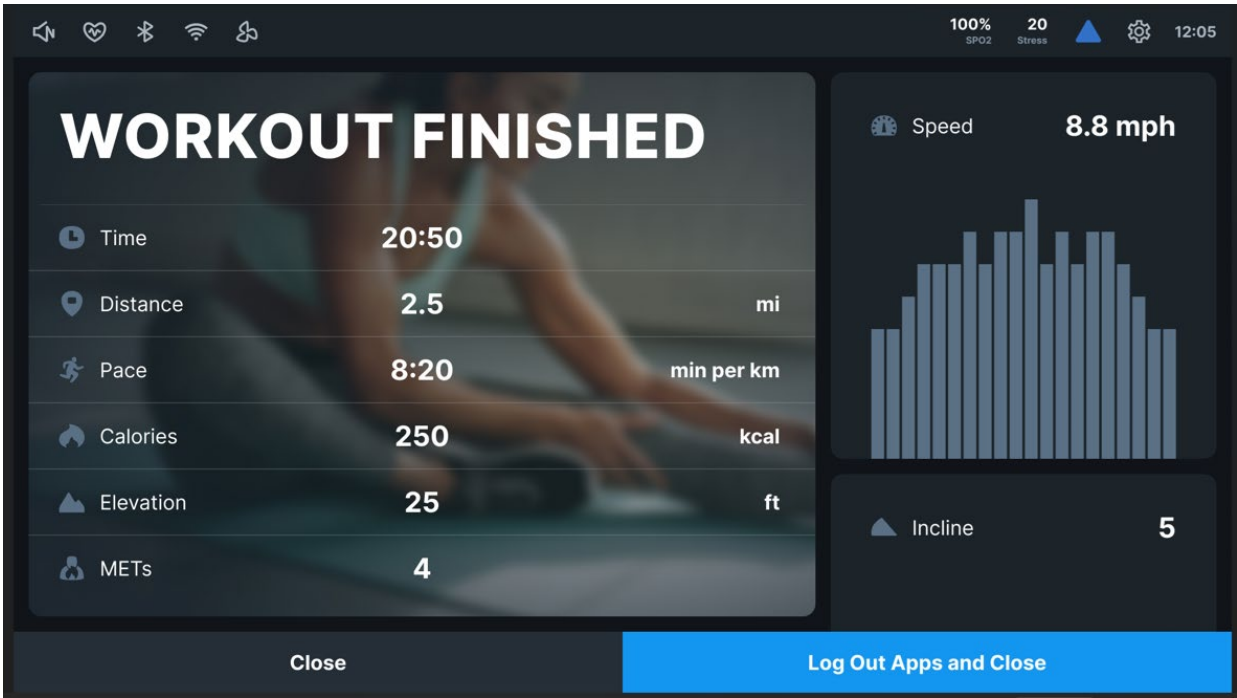 100% 20 12:05
SPO2 Stress
WORKOUT FINISHED
Time 20:50
Distance 2.5 mi
Pace 8:20 min per km
Calories 250 kcal
Elevation 25 ft
METs 4
Speed 8.8 mph
Incline 5
Close Log Out Apps and Close